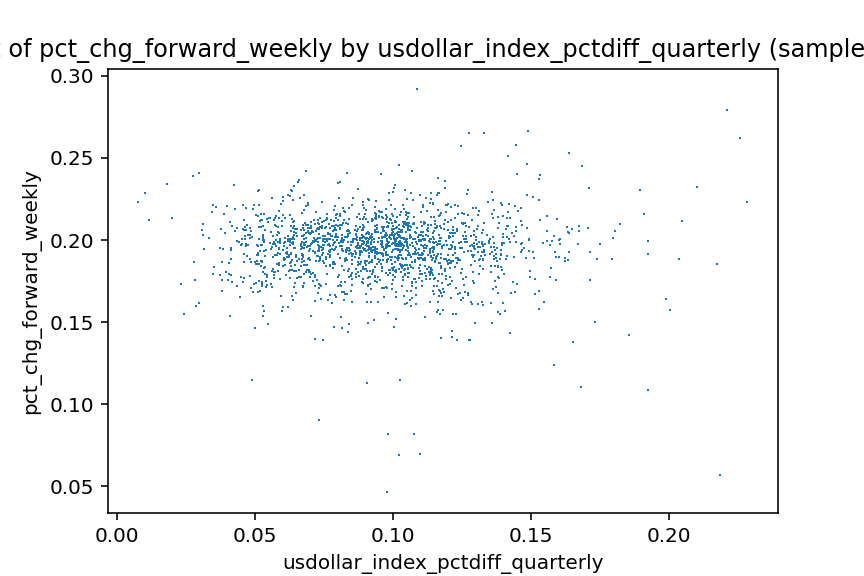 of pct_chg_forward_weekly by usdollar_index_pctdiff_quarterly (sample
0.30
0.25
0.20
0.15
0.10
0.05
pct_chg_forward_weekly
0.00 0.05 0.10 0.15 0.20
usdollar_index_pctdiff_quarterly